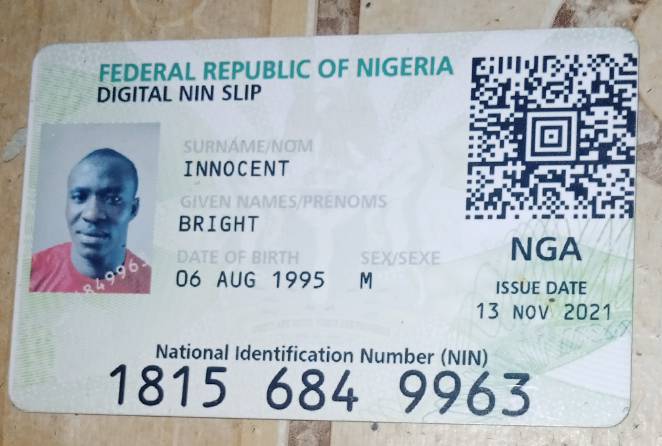 FEDERAL REPUBLIC OF NIGERIA
DIGITAL NIN SLIP
SURNAME/NOM
INNOCENT
GIVEN NAMES/PRENOMS
BRIGHT
DATE OF BIRTH SEX/SEXE
06 AUG 1995 M
NGA
ISSUE DATE
13 NOV 2021
National Identification Number (NIN)
1815 684 9963